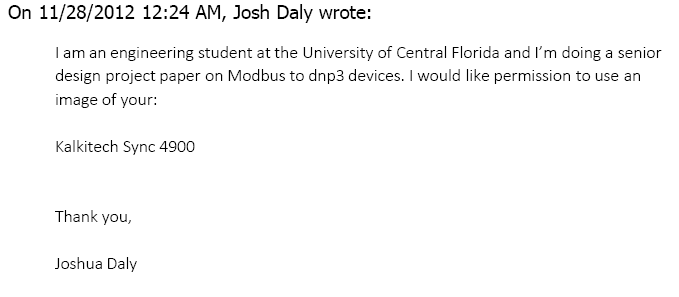 On 11/28/2012 12:24 AM, Josh Daly wrote:
I am an engineering student at the University of Central Florida and I’m doing a senior
design project paper on Modbus to dnp3 devices. I would like permission to use an
image of your:
Kalkitech Sync 4900
Thank you,
Joshua Daly